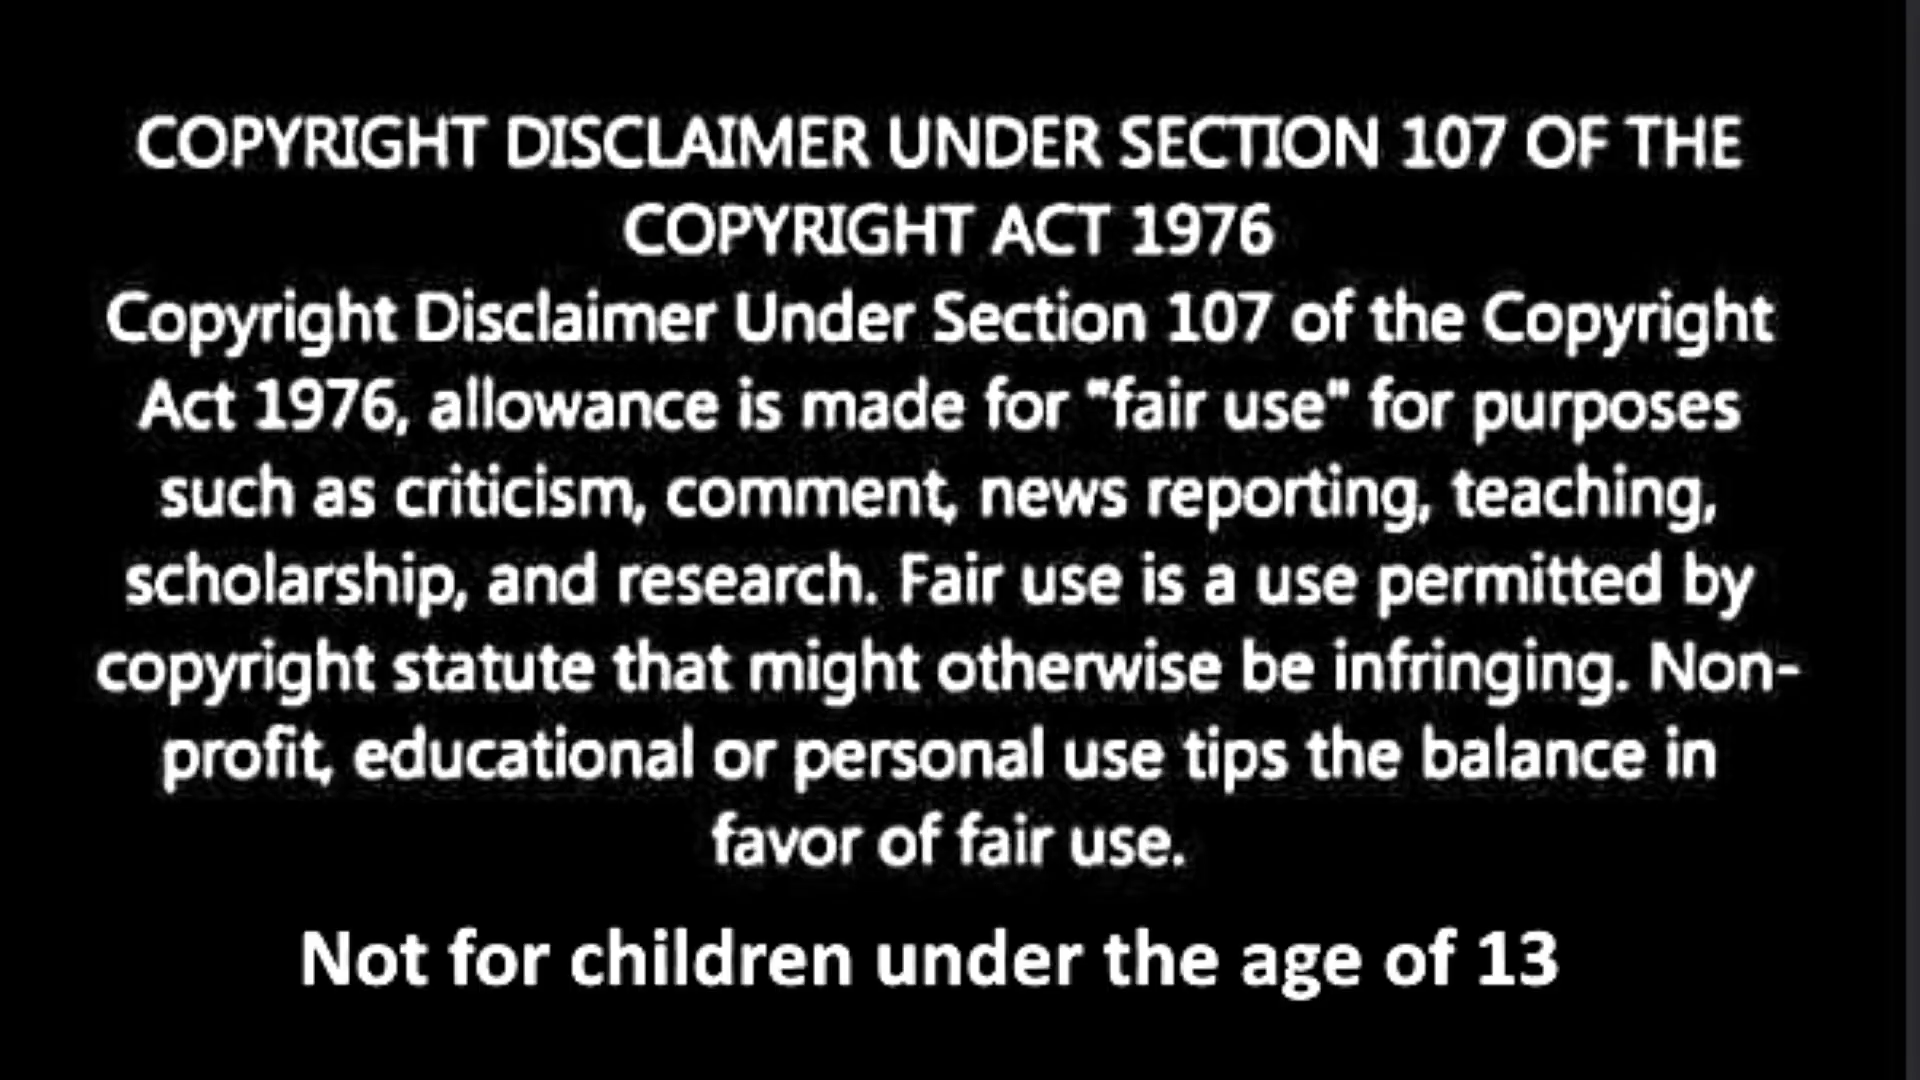 COPYRIGHT DISCLAIMER UNDER SECTION 107 OF THE
COPYRIGHT ACT 1976
Copyright Disclaimer Under Section 107 of the Copyright
Act 1976, allowance is made for "fair use" for purposes
such as criticism, comment, news reporting, teaching,
scholarship, and research. Fair use is a use permitted by
copyright statute that might otherwise be infringing. Non-
profit, educational or personal use tips the balance in
favor of fair use.
Not for children under the age of 13